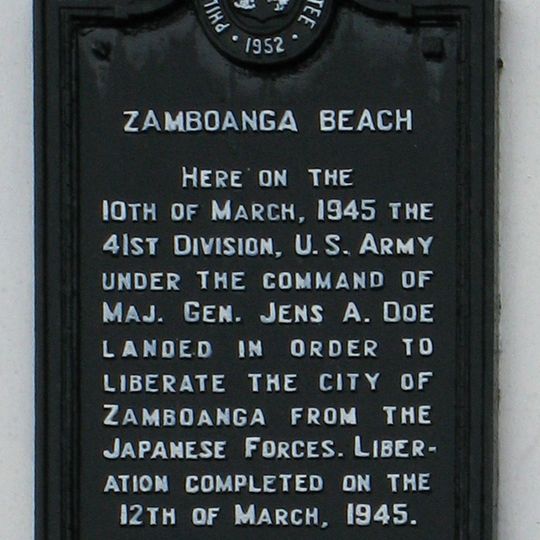 · 1952 ·
ZAMBOANGA BEACH
HERE ON THE
10TH OF MARCH, 1945 THE
41ST DIVISION, U.S. ARMY
UNDER THE COMMAND OF
MAJ. GEN. JENS A. DOE
LANDED IN ORDER TO
LIBERATE THE CITY OF
ZAMBOANGA FROM THE
JAPANESE FORCES. LIBER-
ATION COMPLETED ON THE
12TH OF MARCH, 1945.